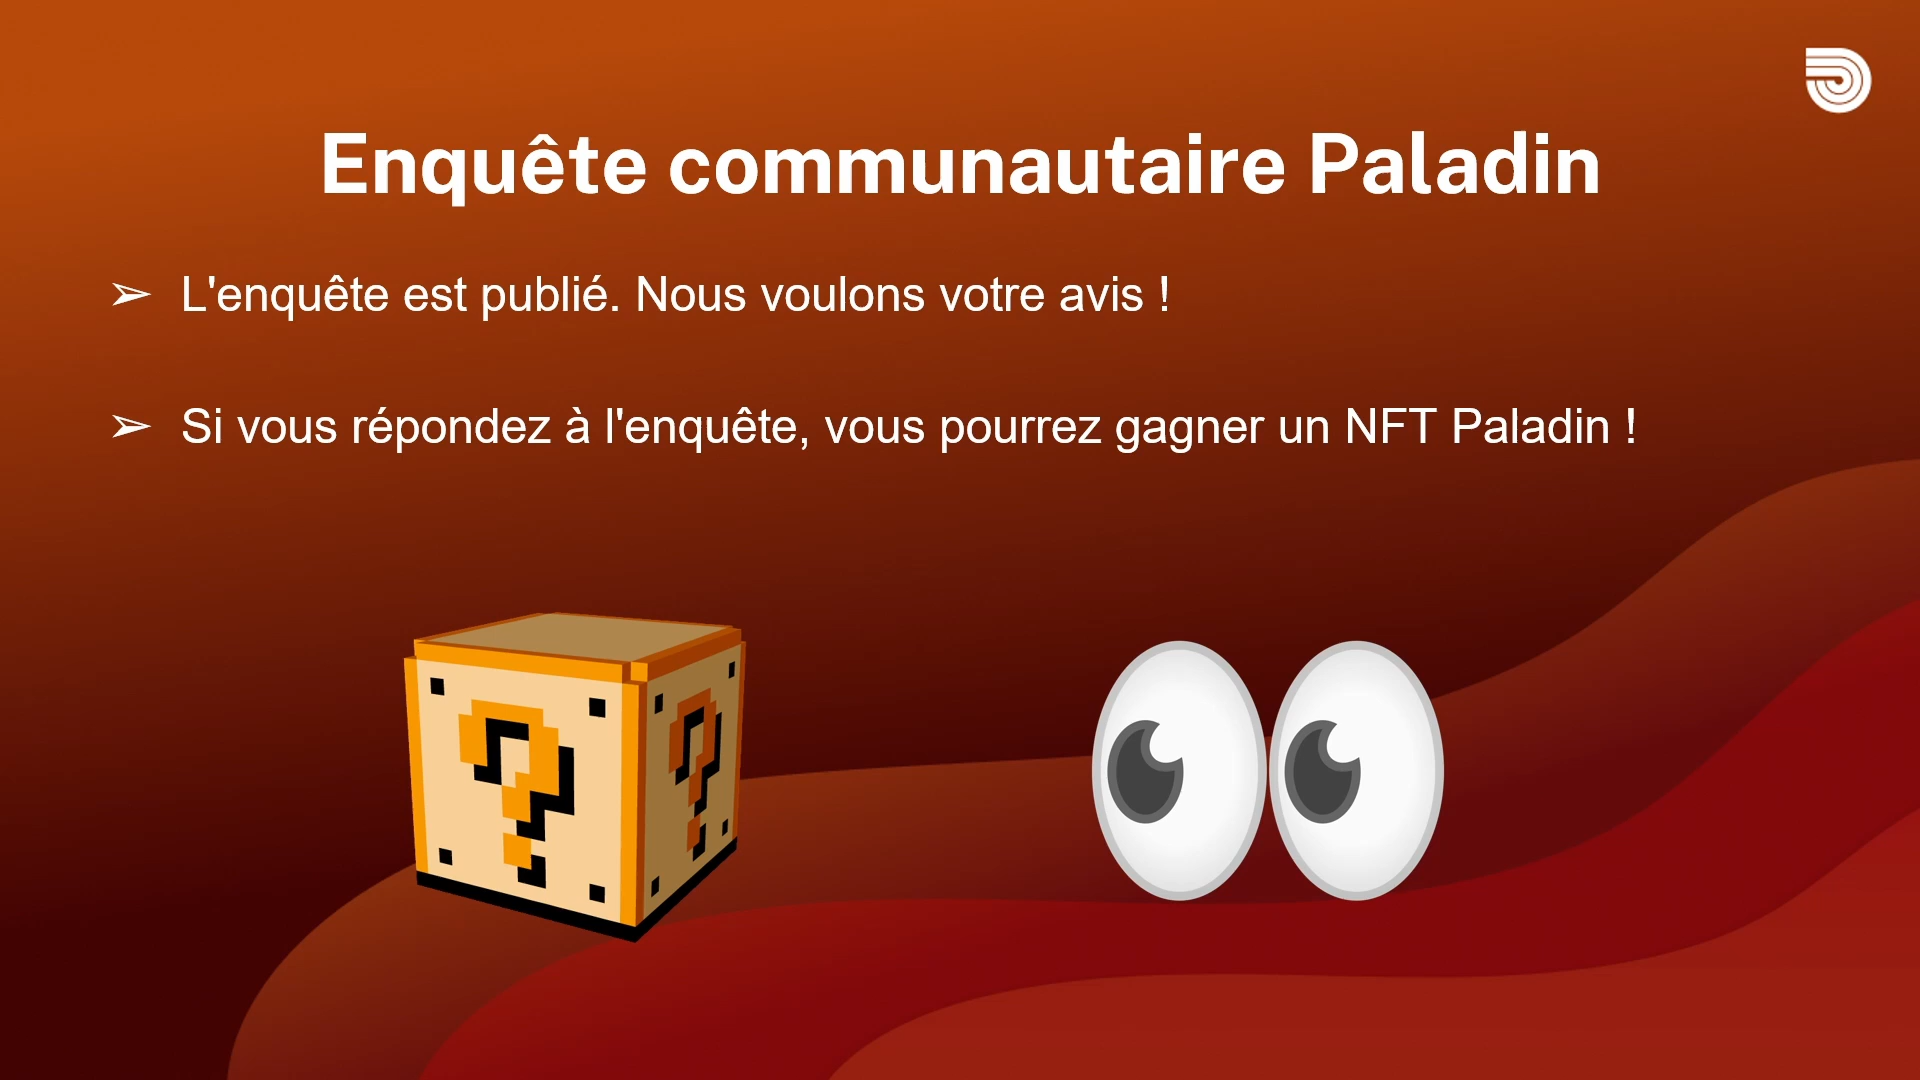 Enquête communautaire Paladin
➢ L'enquête est publié. Nous voulons votre avis !
➢ Si vous répondez à l'enquête, vous pourrez gagner un NFT Paladin !
? ?